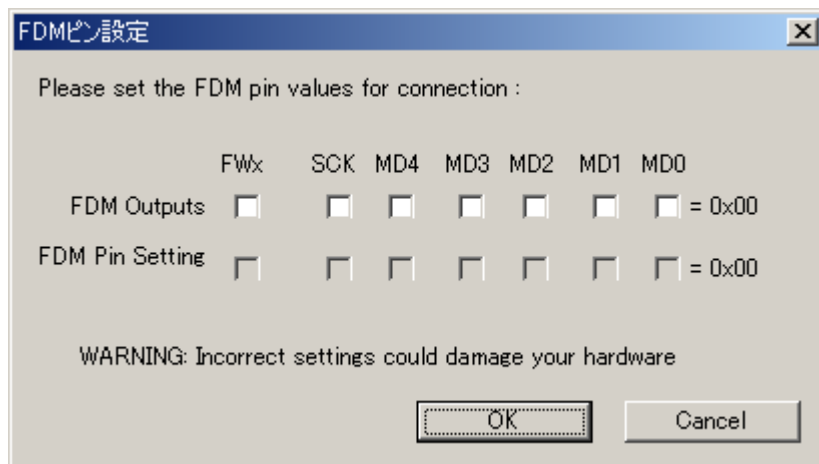 FDMピン設定
Please set the FDM pin values for connection :
FWx SCK MD4 MD3 MD2 MD1 MD0
FDM Outputs = 0x00
FDM Pin Setting = 0x00
WARNING: Incorrect settings could damage your hardware
OK Cancel